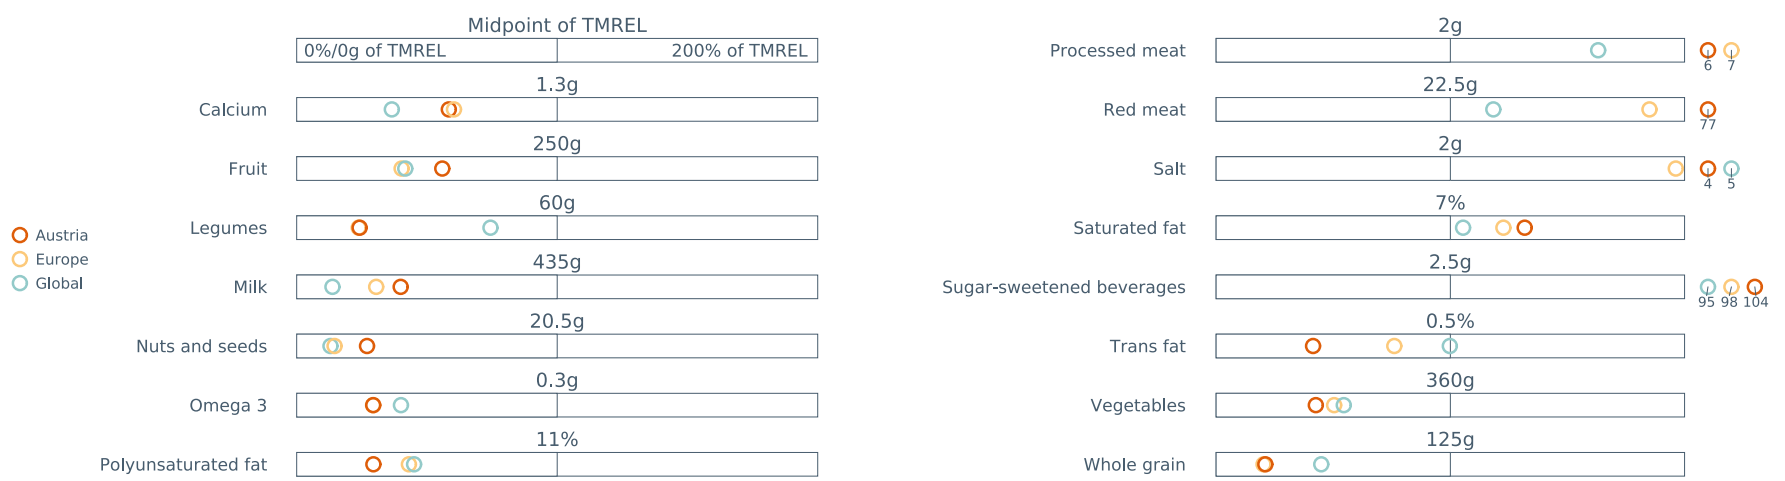 Midpoint of TMREL
0%/0g of TMREL 200% of TMREL
1.3g
Calcium
250g
Fruit
60g
Legumes
435g
Milk
20.5g
Nuts and seeds
0.3g
Omega 3
11%
Polyunsaturated fat
Austria
Europe
Global
2g
Processed meat
6 7
22.5g
Red meat
77
2g
Salt
4 5
7%
Saturated fat
2.5g
Sugar-sweetened beverages
95 98 104
0.5%
Trans fat
360g
Vegetables
125g
Whole grain